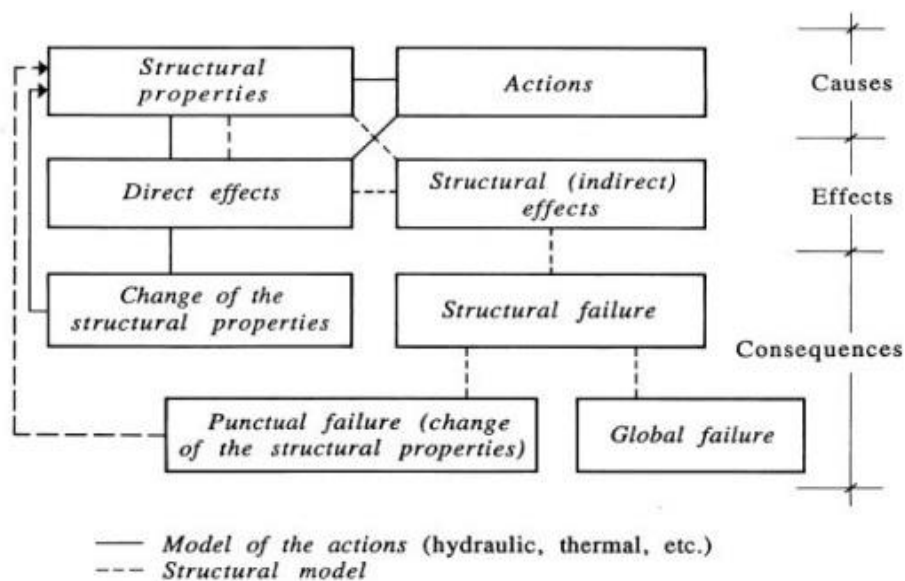 Structural
properties
Actions
Causes
Direct effects
Structural (indirect)
effects
Effects
Change of the
structural properties
Structural failure
Consequences
Punctual failure (change
of the structural properties)
Global failure
Model of the actions (hydraulic, thermal, etc.)
Structural model